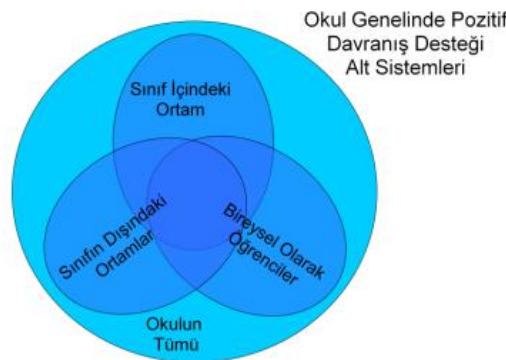 Okul Genelinde Pozitif
Davranış Desteği
Alt Sistemleri
Sınıf İçindeki
Ortam
Sınıfın Dışındaki
Ortamlar
Bireysel Olarak
Öğrenciler
Okulun
Tümü